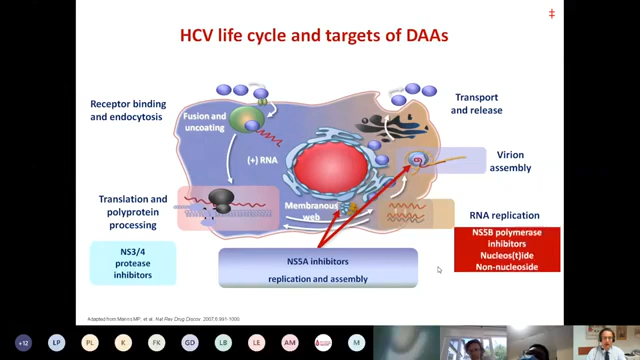 ‡
HCV life cycle and targets of DAAs
Receptor binding
and endocytosis
Fusion and
uncoating
Transport
and release
(+) RNA
Virion
assembly
Translation and
polyprotein
processing
Membranous
web
RNA replication
NS3/4
protease
inhibitors
NS5A inhibitors
replication and assembly
NS5B polymerase
inhibitors
Nucleos(t)ide
Non-nucleoside
Adapted from Manns MP, et al. Nat Rev Drug Discov. 2007;6:991-1000.
+12
LP
PL
K
FK
GD
LB
LE
AM
M